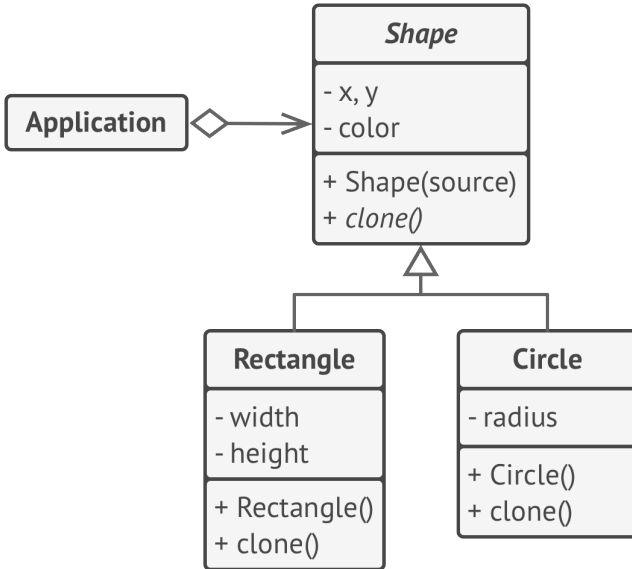 Shape
- x, y
- color
+ Shape(source)
+ clone()
Application
Rectangle
- width
- height
+ Rectangle()
+ clone()
Circle
- radius
+ Circle()
+ clone()